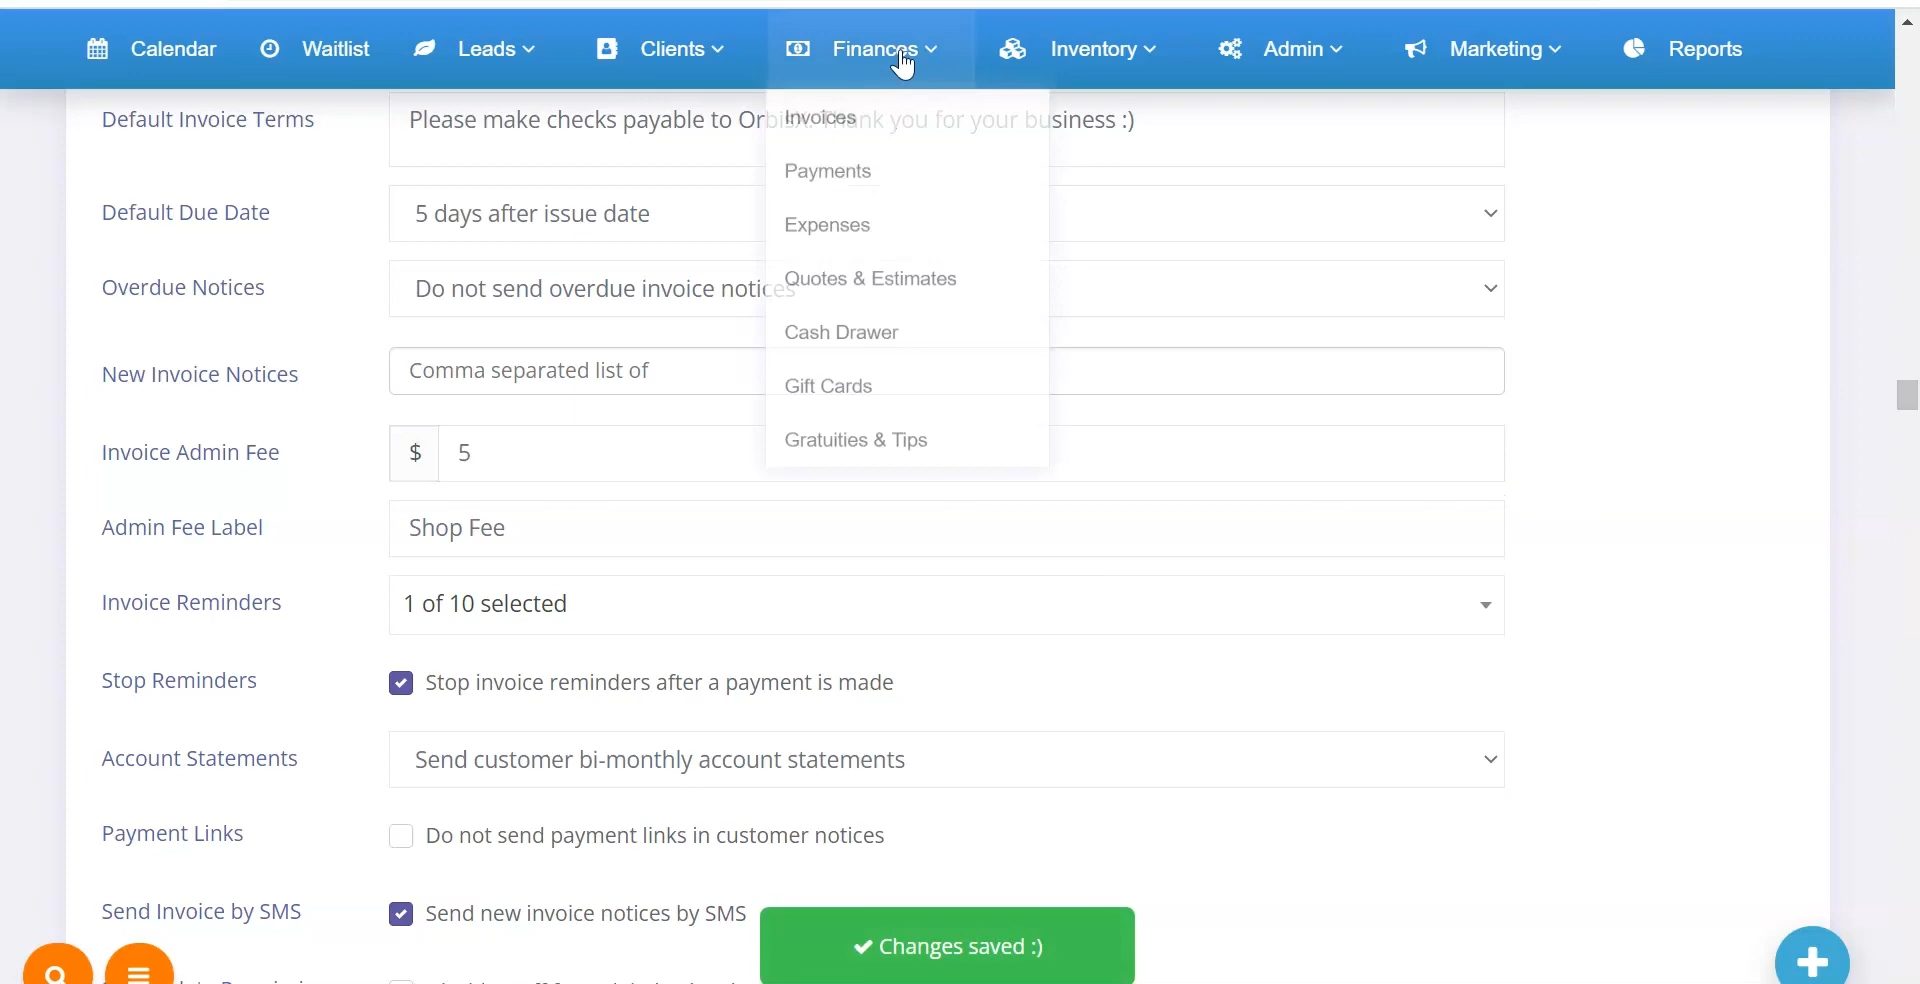 Calendar Waitlist Leads Clients Finances Inventory Admin Marketing Reports
Default Invoice Terms
Please make checks payable to OrbisX. Thank you for your business :)
Invoices
Payments
Expenses
Quotes & Estimates
Cash Drawer
Gift Cards
Gratuities & Tips
Default Due Date
5 days after issue date
Overdue Notices
Do not send overdue invoice notices
New Invoice Notices
Comma separated list of
Invoice Admin Fee
$ 5
Admin Fee Label
Shop Fee
Invoice Reminders
1 of 10 selected
Stop Reminders
Stop invoice reminders after a payment is made
Account Statements
Send customer bi-monthly account statements
Payment Links
Do not send payment links in customer notices
Send Invoice by SMS
Send new invoice notices by SMS
Changes saved :)